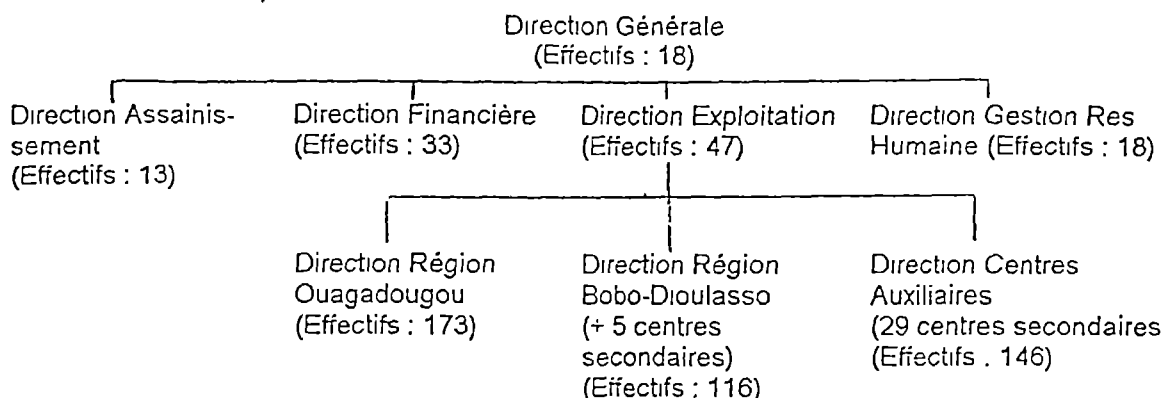 Direction Générale
(Effectifs : 18)
Direction Assainis-
sement
(Effectifs : 13)
Direction Financière
(Effectifs : 33)
Direction Exploitation
(Effectifs : 47)
Direction Gestion Res
Humaine (Effectifs : 18)
Direction Région
Ouagadougou
(Effectifs : 173)
Direction Région
Bobo-Dioulasso
(+ 5 centres
secondaires)
(Effectifs : 116)
Direction Centres
Auxiliaires
(29 centres secondaires
(Effectifs . 146)